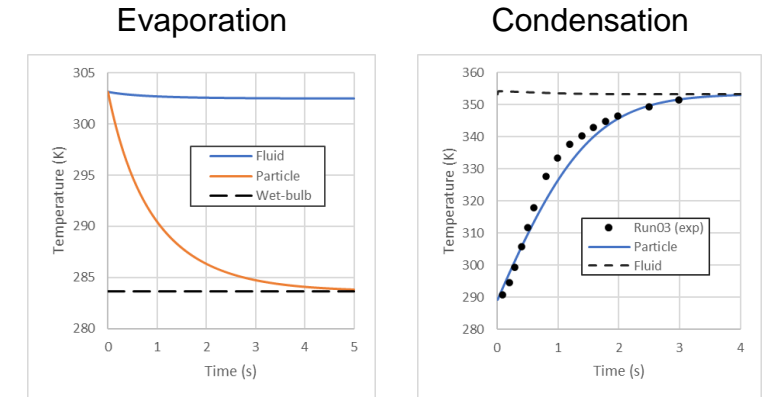 Evaporation
Condensation
305
300
295
290
285
280
Temperature (K)
Fluid
Particle
Wet-bulb
0 1 2 3 4 5
Time (s)
360
350
340
330
320
310
300
290
280
Temperature (K)
Run03 (exp)
Particle
Fluid
0 1 2 3 4
Time (s)